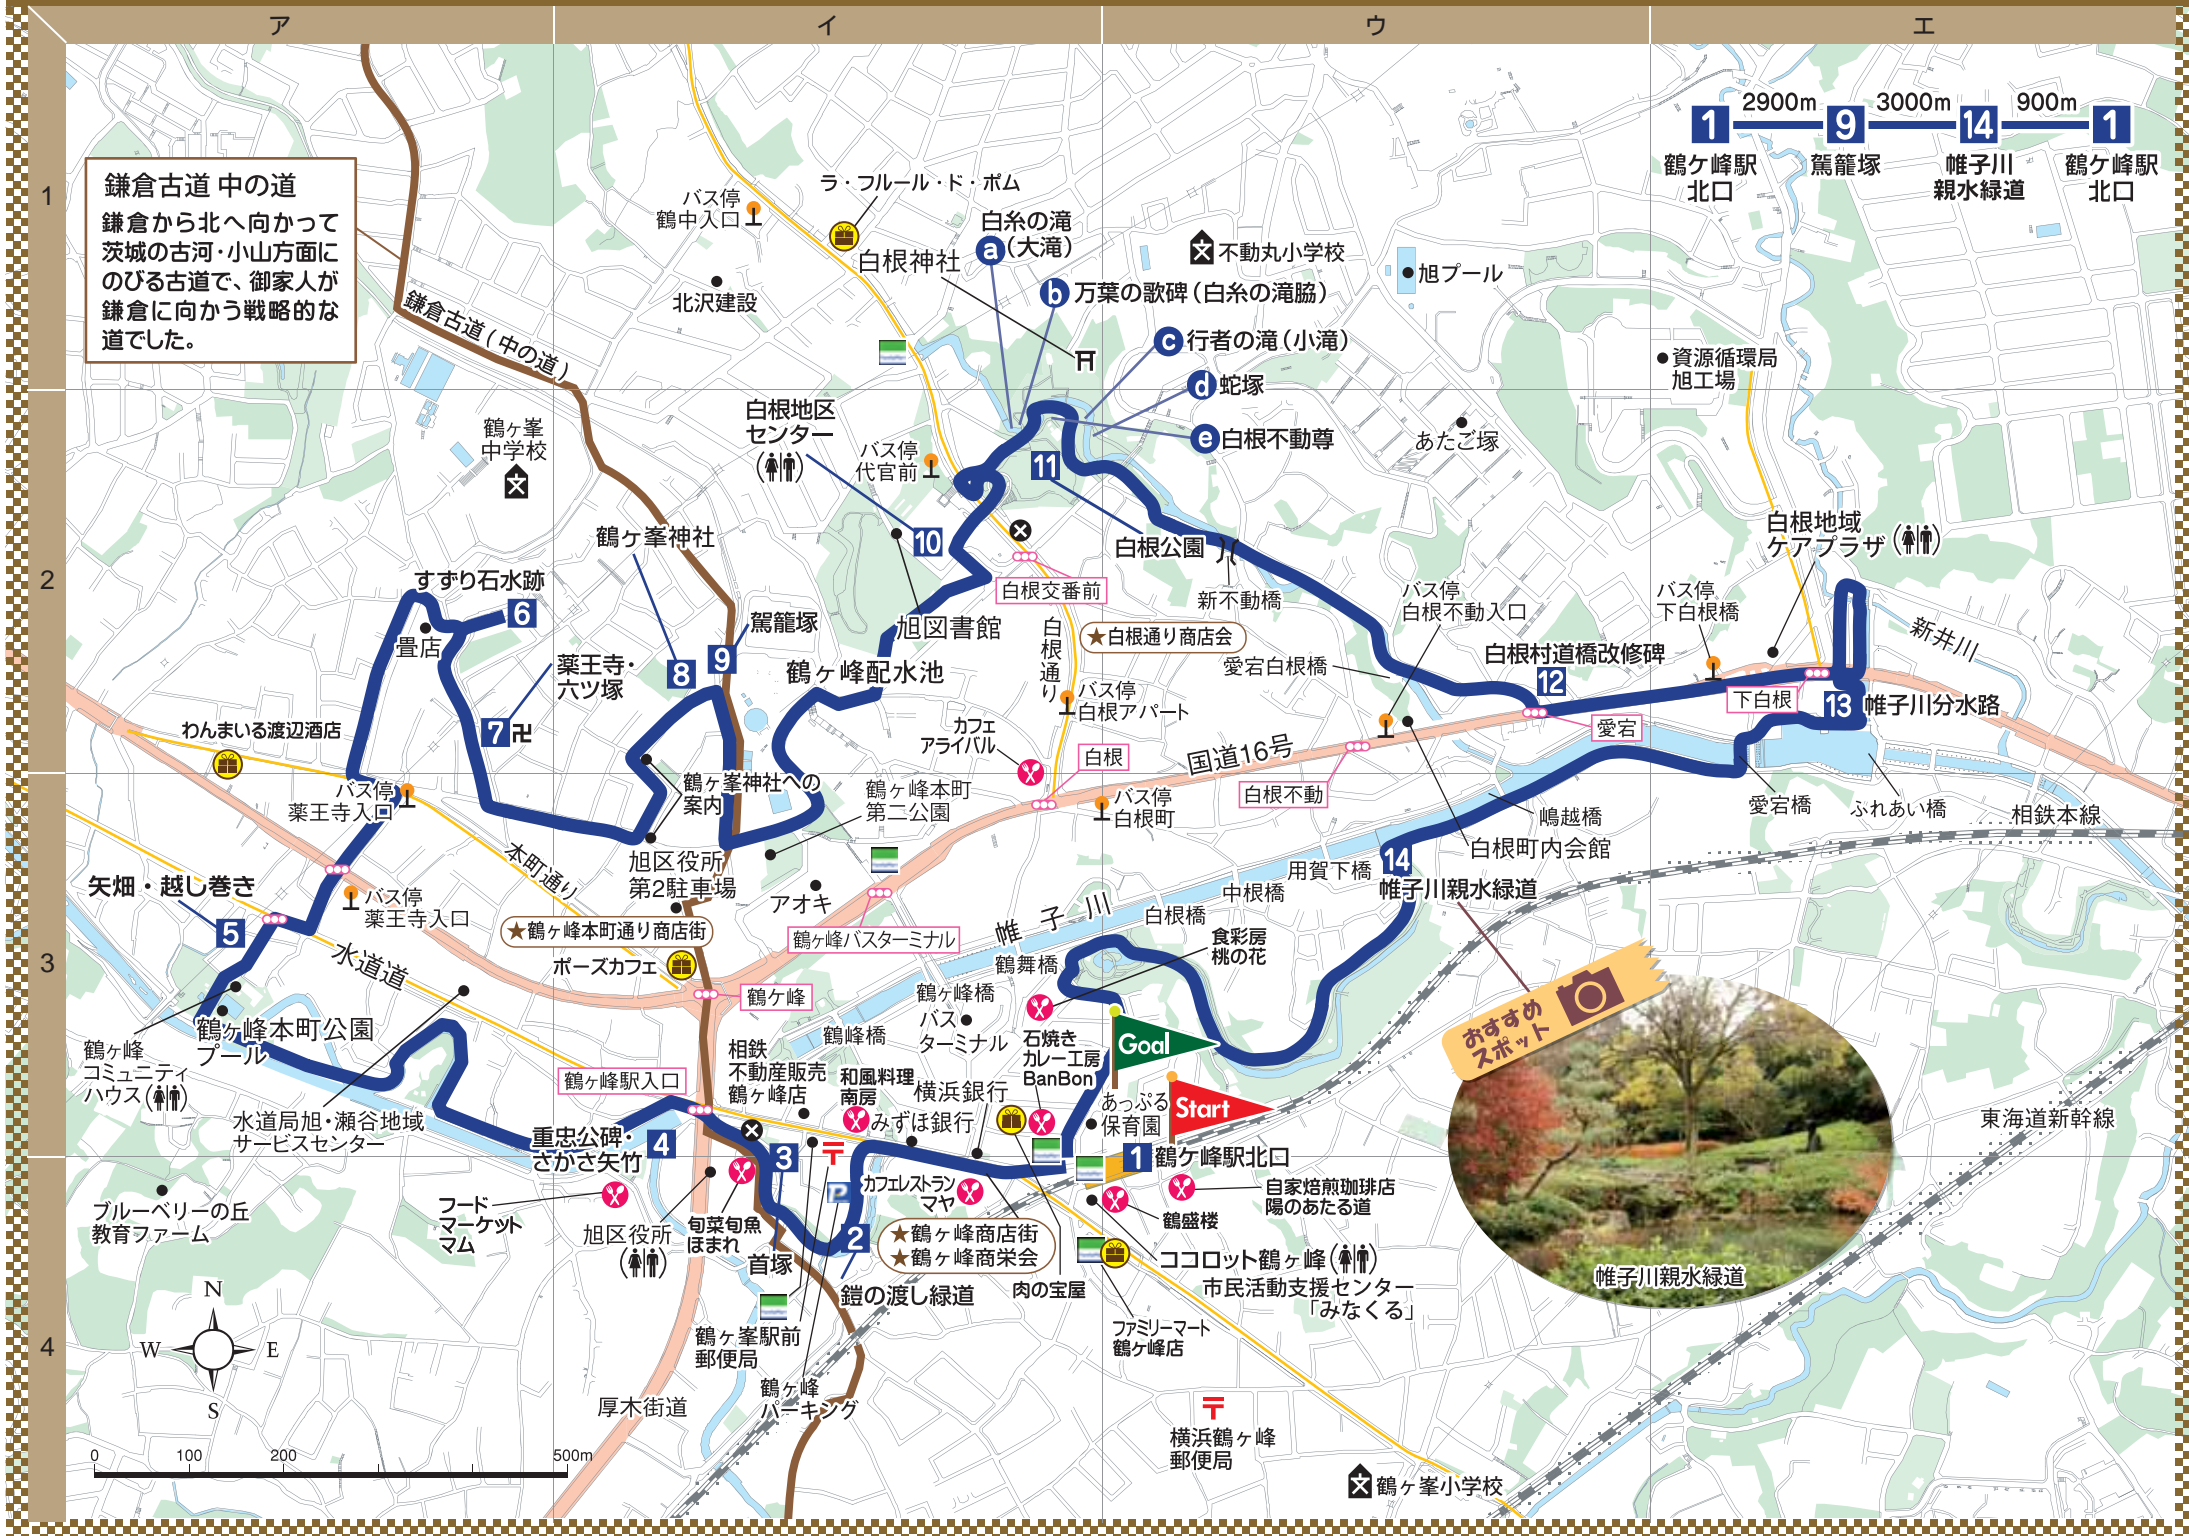 ア
イ
ウ
エ
1
2
3
4
2900m
3000m
900m
1
9
14
1
鶴ケ峰駅
北口
駕籠塚
帷子川
親水緑道
鶴ケ峰駅
北口
鎌倉古道 中の道
鎌倉から北へ向かって
茨城の古河・小山方面に
のびる古道で、御家人が
鎌倉に向かう戦略的な
道でした。
鎌倉古道(中の道)
バス停
鶴中入口
ラ・フルール・ド・ポム
北沢建設
白根神社
白糸の滝
(大滝)
a
b
万葉の歌碑(白糸の滝脇)
c
行者の滝(小滝)
d
蛇塚
e
白根不動尊
不動丸小学校
旭プール
資源循環局
旭工場
あたご塚
鶴ヶ峯
中学校
白根地区
センター
バス停
代官前
10
11
白根公園
新不動橋
白根交番前
旭図書館
白根通り
★白根通り商店会
鶴ヶ峯神社
すずり石水跡
6
畳店
薬王寺・
六ツ塚
7
8
9
駕籠塚
鶴ヶ峰配水池
バス停
白根アパート
愛宕白根橋
バス停
白根不動入口
白根村道橋改修碑
12
バス停
下白根橋
白根地域
ケアプラザ
新井川
下白根
13
帷子川分水路
愛宕
国道16号
白根
白根不動
カフェ
アライバル
わんまいる渡辺酒店
バス停
薬王寺入口
鶴ヶ峯神社への
案内
鶴ヶ峰本町
第二公園
バス停
白根町
嶋越橋
愛宕橋
ふれあい橋
相鉄本線
白根町内会館
14
帷子川親水緑道
用賀下橋
中根橋
白根橋
本町通り
旭区役所
第2駐車場
アオキ
矢畑・越し巻き
5
バス停
薬王寺入口
★鶴ヶ峰本町通り商店街
鶴ヶ峰バスターミナル
帷子川
鶴舞橋
食彩房
桃の花
水道道
ポーズカフェ
鶴ケ峰
鶴ヶ峰橋
バス
ターミナル
鶴峰橋
石焼き
カレー工房
BanBon
Goal
Start
おすすめ
スポット
鶴ヶ峰本町公園
プール
鶴ヶ峰
コミュニティ
ハウス
水道局旭・瀬谷地域
サービスセンター
鶴ヶ峰駅入口
相鉄
不動産販売
鶴ヶ峰店
和風料理
南房
横浜銀行
みずほ銀行
あっぷる
保育園
東海道新幹線
重忠公碑・
さかさ矢竹
4
3
1
鶴ケ峰駅北口
ブルーベリーの丘
教育ファーム
フード
マーケット
マム
旭区役所
旬菜旬魚
ほまれ
首塚
P
2
カフェレストラン
マヤ
★鶴ヶ峰商店街
★鶴ヶ峰商栄会
自家焙煎珈琲店
陽のあたる道
鶴盛楼
ココロット鶴ヶ峰
市民活動支援センター
「みなくる」
肉の宝屋
鎧の渡し緑道
帷子川親水緑道
鶴ヶ峯駅前
郵便局
ファミリーマート
鶴ケ峰店
鶴ヶ峰
パーキング
厚木街道
横浜鶴ヶ峰
郵便局
鶴ヶ峯小学校
N
W
E
S
0
100
200
500m